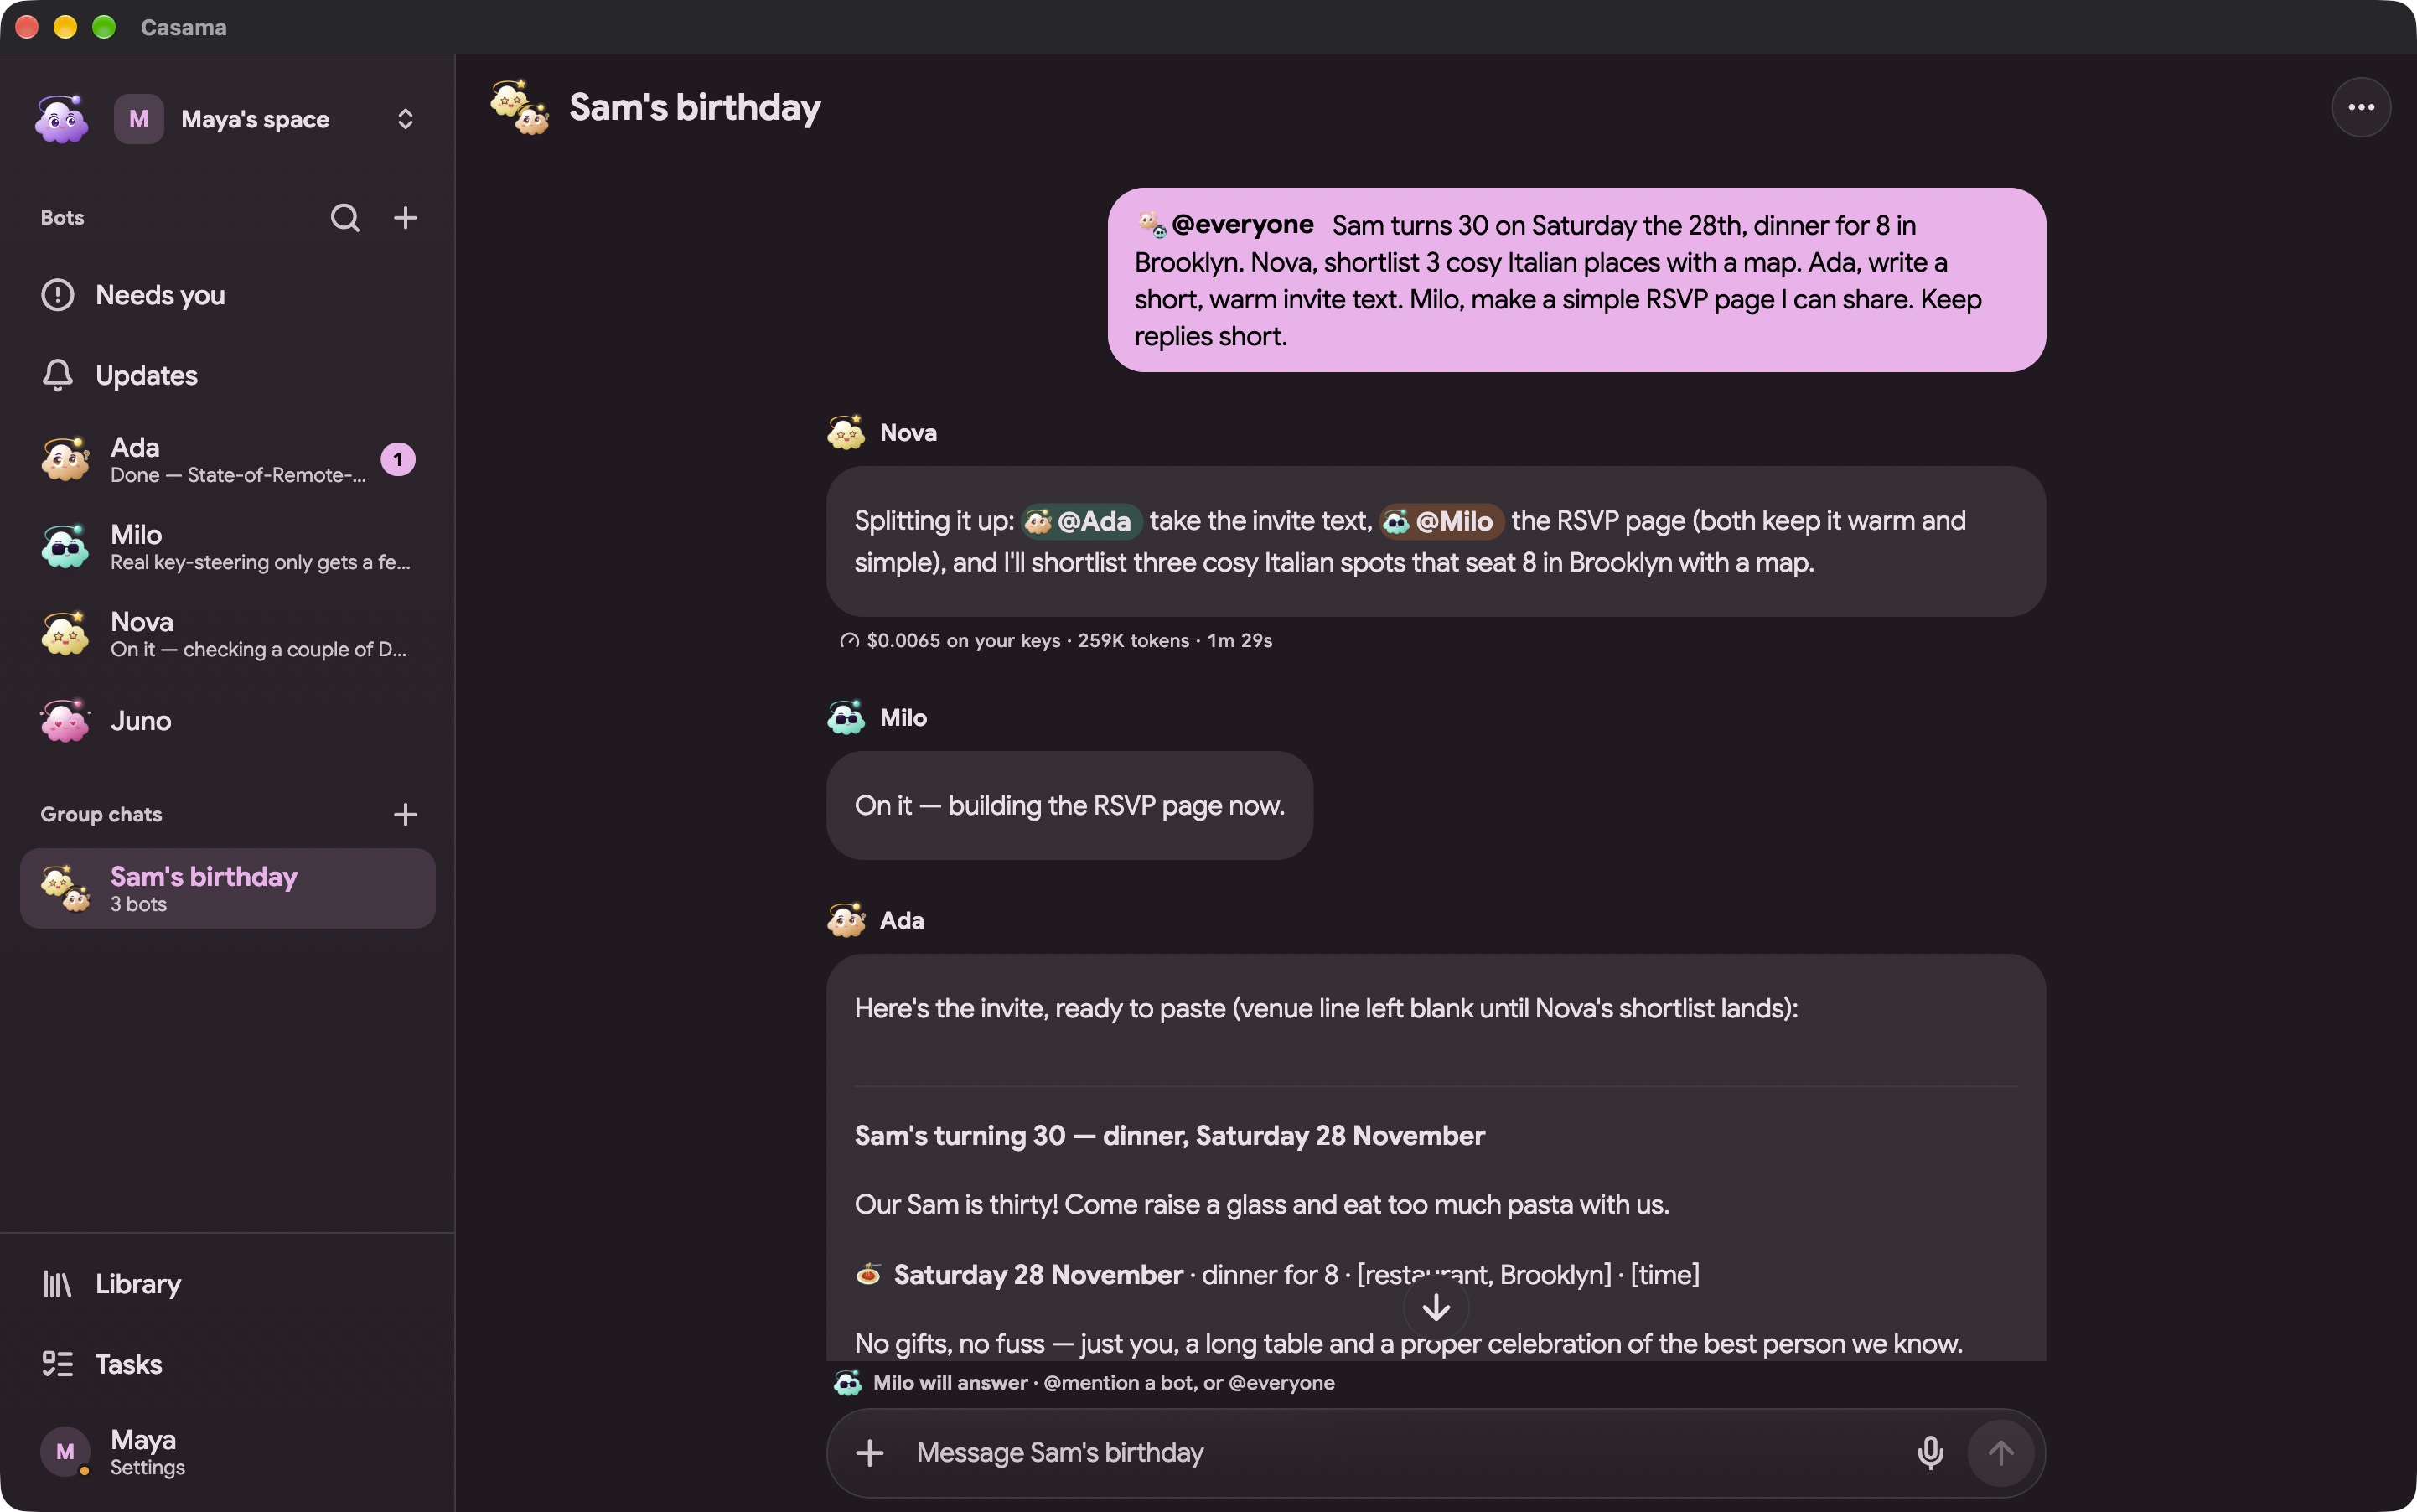 Casama
M Maya's space
Bots
Needs you
Updates
Ada
Done — State-of-Remote-...
1
Milo
Real key-steering only gets a fe...
Nova
On it — checking a couple of D...
Juno
Group chats
Sam's birthday
3 bots
Library
Tasks
M
Maya
Settings
Sam's birthday
@everyone Sam turns 30 on Saturday the 28th, dinner for 8 in
Brooklyn. Nova, shortlist 3 cosy Italian places with a map. Ada, write a
short, warm invite text. Milo, make a simple RSVP page I can share. Keep
replies short.
Nova
Splitting it up: @Ada take the invite text, @Milo the RSVP page (both keep it warm and
simple), and I'll shortlist three cosy Italian spots that seat 8 in Brooklyn with a map.
$0.0065 on your keys · 259K tokens · 1m 29s
Milo
On it — building the RSVP page now.
Ada
Here's the invite, ready to paste (venue line left blank until Nova's shortlist lands):
Sam's turning 30 — dinner, Saturday 28 November
Our Sam is thirty! Come raise a glass and eat too much pasta with us.
Saturday 28 November · dinner for 8 · [restaurant, Brooklyn] · [time]
No gifts, no fuss — just you, a long table and a proper celebration of the best person we know.
Milo will answer · @mention a bot, or @everyone
Message Sam's birthday